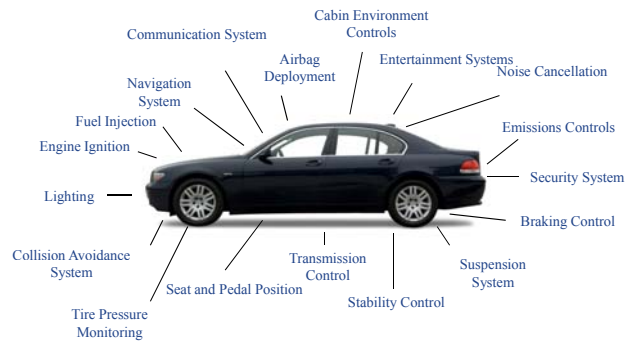 Cabin Environment
Controls
Communication System
Airbag
Deployment
Entertainment Systems
Noise Cancellation
Navigation
System
Fuel Injection
Engine Ignition
Emissions Controls
Security System
Lighting
Braking Control
Collision Avoidance
System
Transmission
Control
Suspension
System
Seat and Pedal Position
Stability Control
Tire Pressure
Monitoring